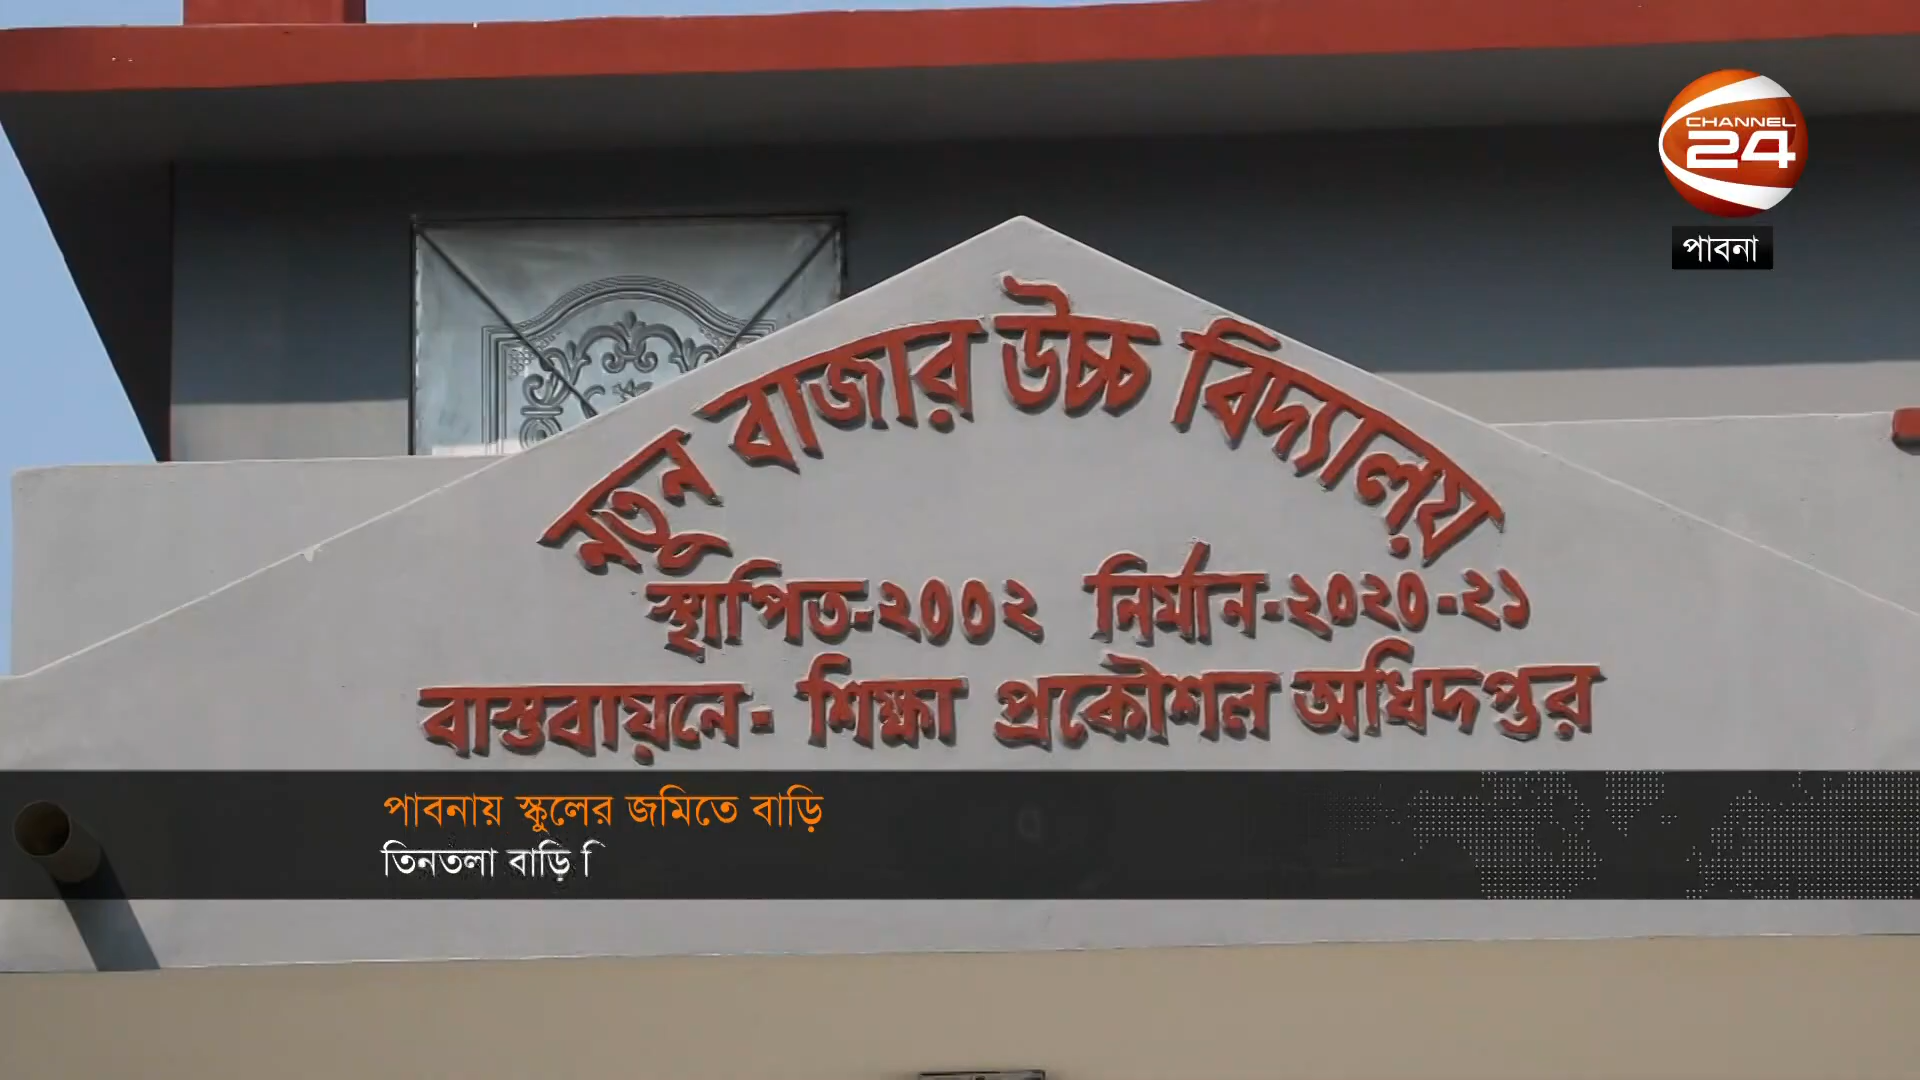 CHANNEL
24
পাবনা
নতুন বাজার উচ্চ বিদ্যালয়
স্থাপিত-২০০২ নির্মান-২০২০-২১
বাস্তবায়নে- শিক্ষা প্রকৌশল অধিদপ্তর
পাবনায় স্কুলের জমিতে বাড়ি
তিনতলা বাড়ি